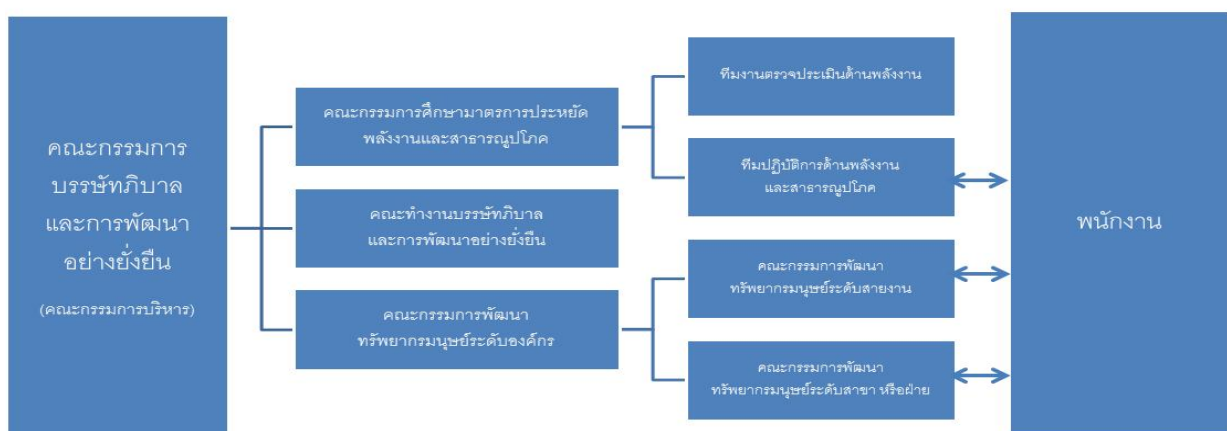 คณะกรรมการ
บรรษัทภิบาล
และการพัฒนา
อย่างยั่งยืน
(คณะกรรมการบริหาร)
คณะกรรมการศึกษามาตรการประหยัด
พลังงานและสาธารณูปโภค
คณะทำงานบรรษัทภิบาล
และการพัฒนาอย่างยั่งยืน
คณะกรรมการพัฒนา
ทรัพยากรมนุษย์ระดับองค์กร
ทีมงานตรวจประเมินด้านพลังงาน
ทีมปฏิบัติการด้านพลังงาน
และสาธารณูปโภค
คณะกรรมการพัฒนา
ทรัพยากรมนุษย์ระดับสายงาน
คณะกรรมการพัฒนา
ทรัพยากรมนุษย์ระดับสาขา หรือฝ่าย
พนักงาน